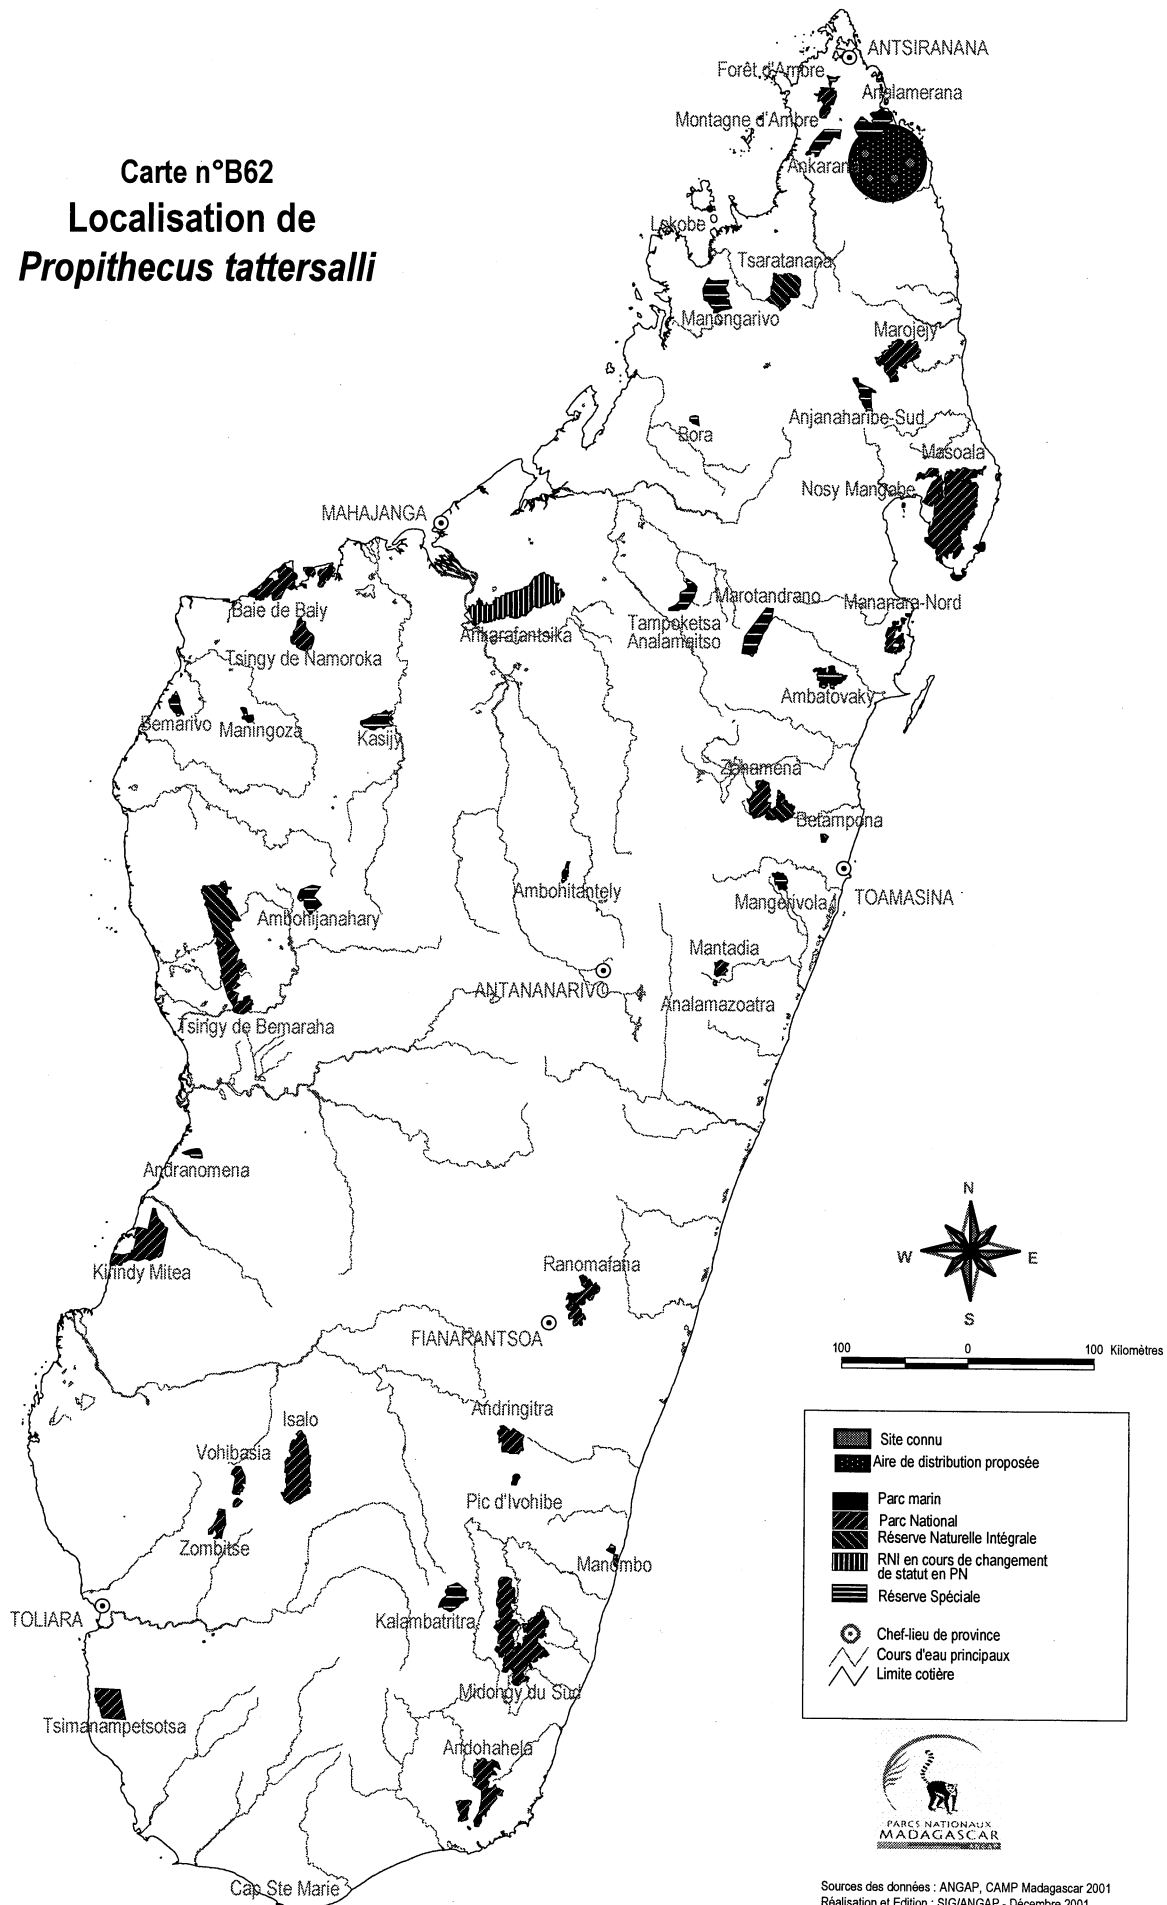 Carte n°B62
Localisation de
Propithecus tattersalli
ANTSIRANANA
Forêt d'Ambre
Analamerana
Montagne d'Ambre
Ankarana
Lokobe
Tsaratanana
Manongarivo
Marojejy
Anjanaharibe-Sud
Bora
Masoala
Nosy Mangabe
MAHAJANGA
Baie de Baly
Ankarafantsika
Tampoketsa
Analamaitso
Marotandrano
Mananara-Nord
Tsingy de Namoroka
Ambatovaky
Bemarivo
Maningoza
Kasijy
Zahamena
Betampona
Ambohitantely
TOAMASINA
Mangerivola
Ambohijanahary
Mantadia
ANTANANARIVO
Analamazoatra
Tsingy de Bemaraha
Andranomena
Kirindy Mitea
Ranomafana
FIANARANTSOA
Andringitra
Isalo
Vohibasia
Pic d'Ivohibe
Zombitse
Manombo
TOLIARA
Kalambatritra
Midongy du Sud
Tsimanampetsotsa
Andohahela
Cap Ste Marie
N
W
E
S
100 0 100 Kilomètres
Site connu
Aire de distribution proposée
Parc marin
Parc National
Réserve Naturelle Intégrale
RNI en cours de changement
de statut en PN
Réserve Spéciale
Chef-lieu de province
Cours d'eau principaux
Limite cotière
PARCS NATIONAUX
MADAGASCAR
ANGAP
Sources des données : ANGAP, CAMP Madagascar 2001
Réalisation et Edition : SIG/ANGAP - Décembre 2001